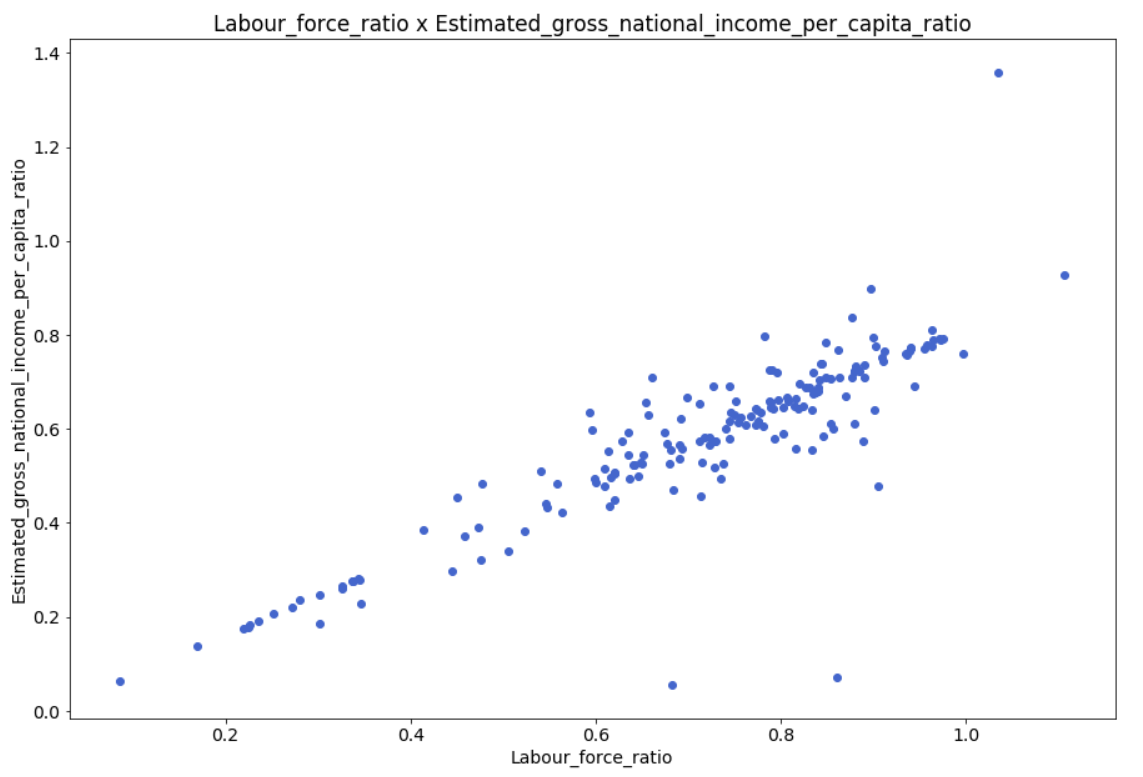 Labour_force_ratio x Estimated_gross_national_income_per_capita_ratio
Estimated_gross_national_income_per_capita_ratio
1.4
1.2
1.0
0.8
0.6
0.4
0.2
0.0
0.2 0.4 0.6 0.8 1.0
Labour_force_ratio